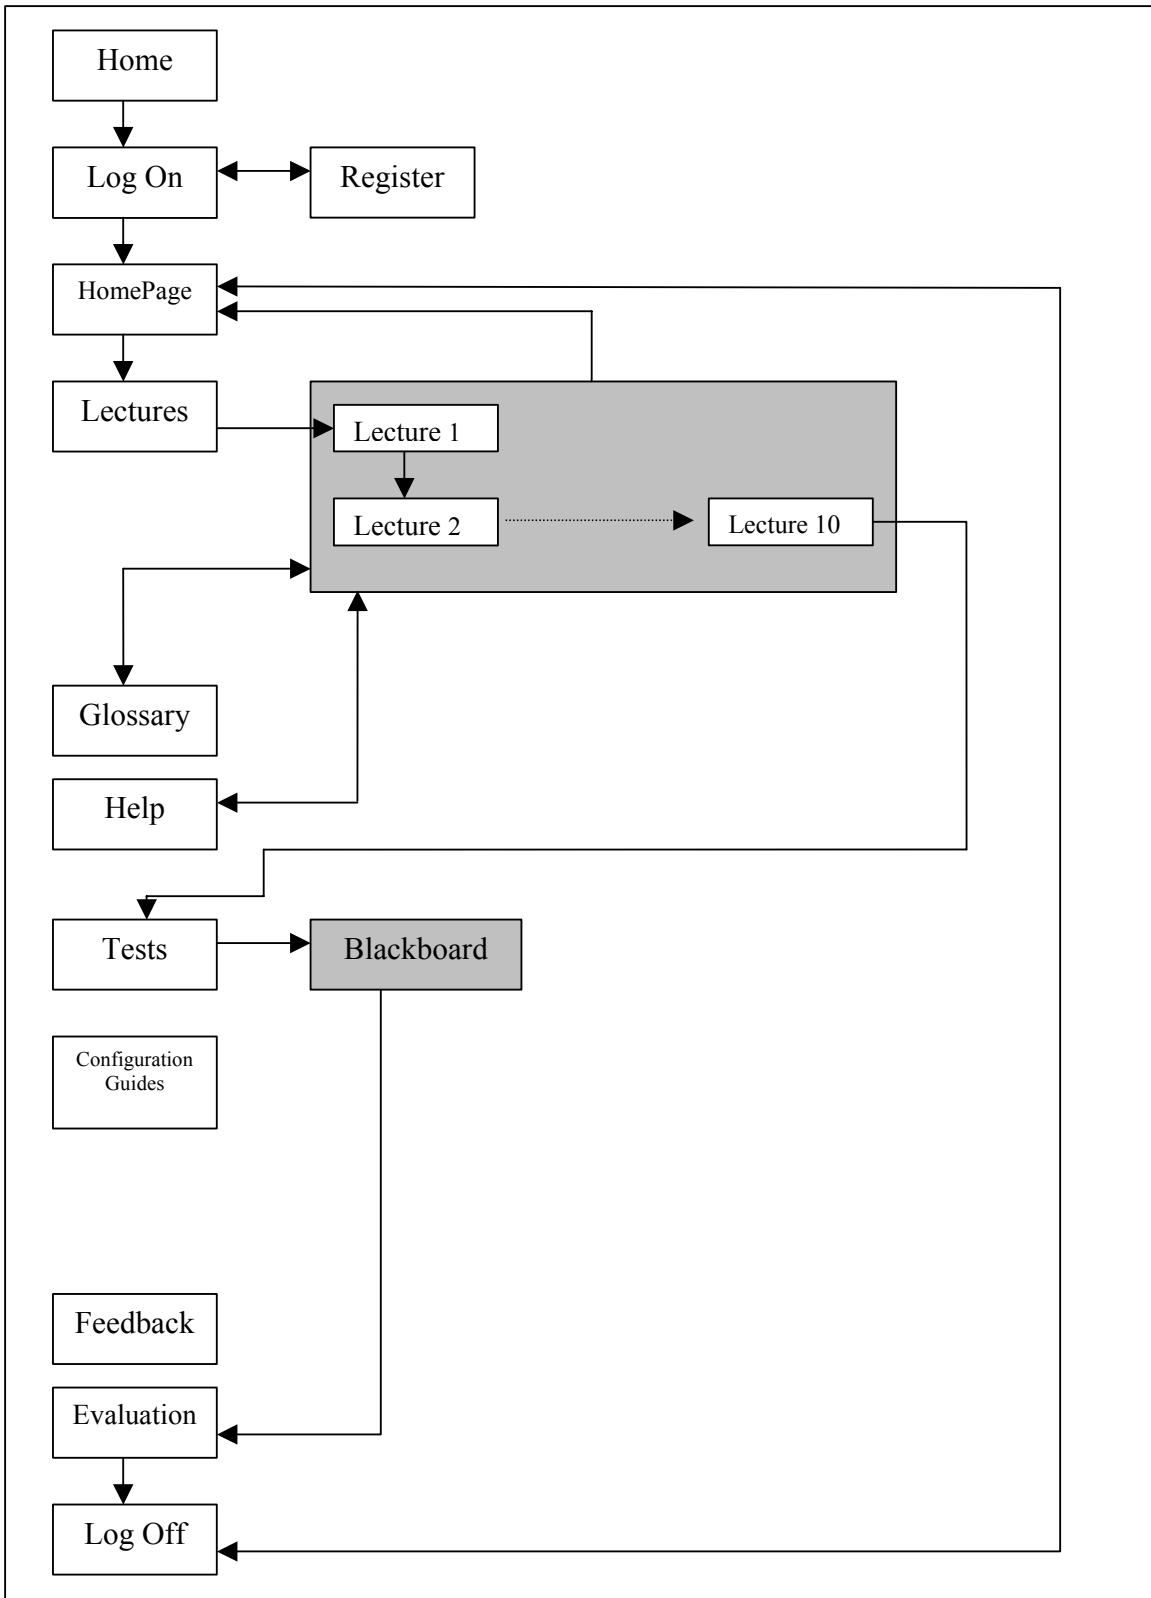 Home
Log On
Register
HomePage
Lectures
Lecture 1
Lecture 2
Lecture 10
Glossary
Help
Tests
Blackboard
Configuration
Guides
Feedback
Evaluation
Log Off